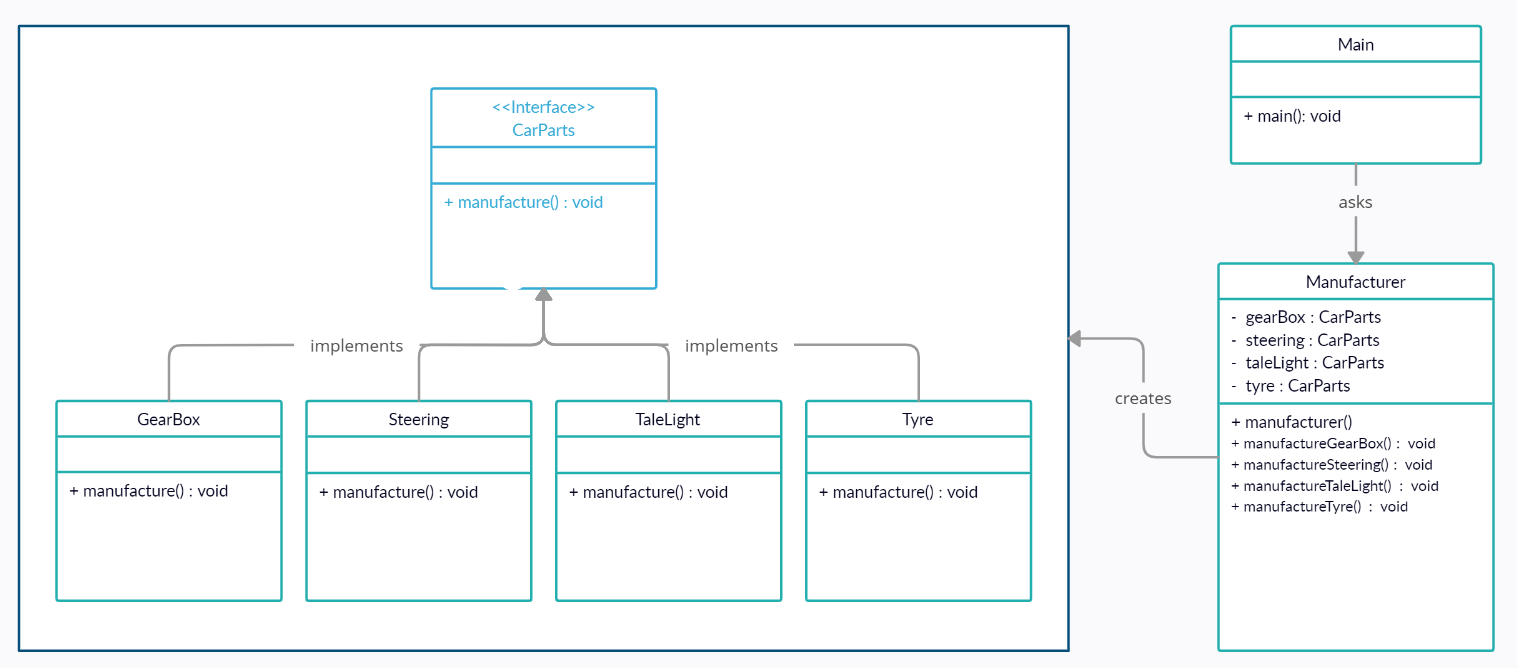 <<Interface>>
CarParts
+ manufacture() : void
implements
implements
GearBox
+ manufacture() : void
Steering
+ manufacture() : void
TaleLight
+ manufacture() : void
Tyre
+ manufacture() : void
creates
Main
+ main(): void
asks
Manufacturer
- gearBox : CarParts
- steering : CarParts
- taleLight : CarParts
- tyre : CarParts
+ manufacturer()
+ manufactureGearBox() : void
+ manufactureSteering() : void
+ manufactureTaleLight() : void
+ manufactureTyre() : void